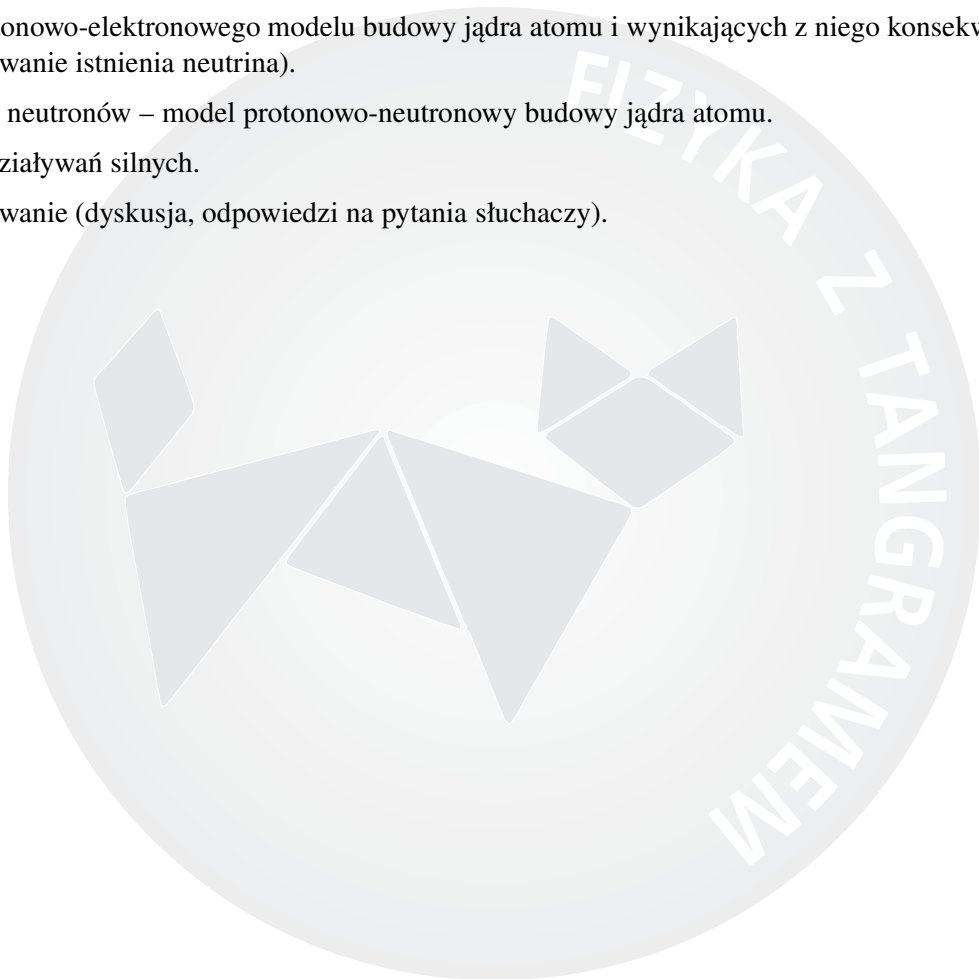 onowo-elektronowego modelu budowy jądra atomu i wynikających z niego konsekw
wanie istnienia neutrina).
neutronów – model protonowo-neutronowy budowy jądra atomu.
ziaływań silnych.
wanie (dyskusja, odpowiedzi na pytania słuchaczy).
FIZYKA Z TANGRAMEM